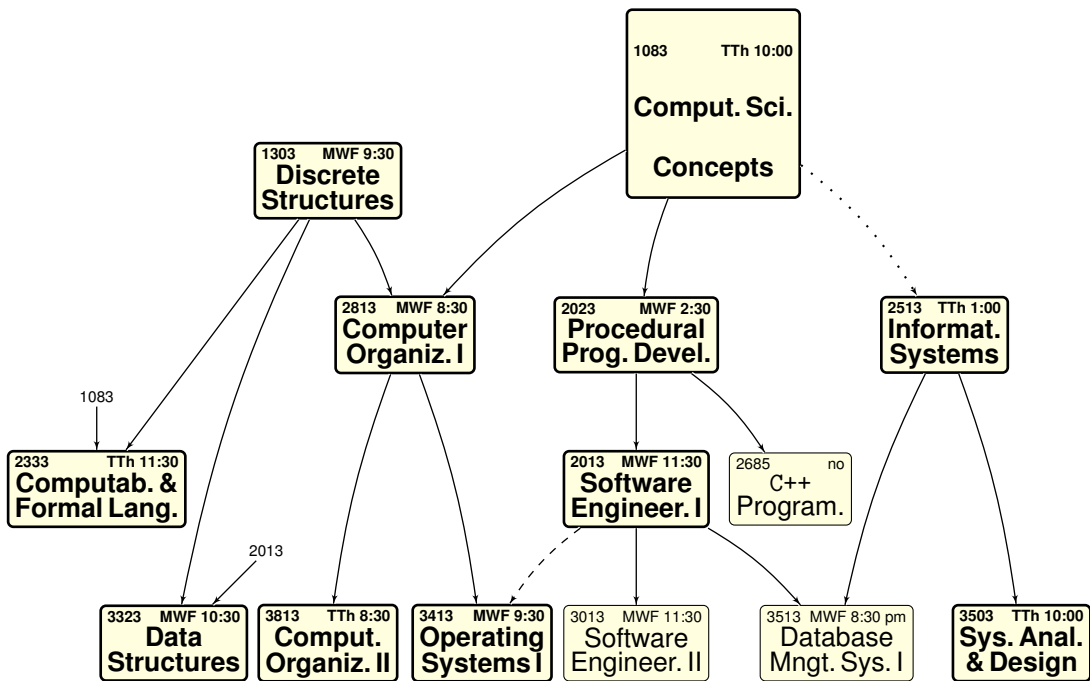 1083 TTh 10:00
Comput. Sci.
Concepts
1303 MWF 9:30
Discrete
Structures
2813 MWF 8:30
Computer
Organiz. I
2023 MWF 2:30
Procedural
Prog. Devel.
2513 TTh 1:00
Informat.
Systems
1083
2333 TTh 11:30
Computab. &
Formal Lang.
2013 MWF 11:30
Software
Engineer. I
2685 no
C++
Program.
2013
3323 MWF 10:30
Data
Structures
3813 TTh 8:30
Comput.
Organiz. II
3413 MWF 9:30
Operating
Systems I
3013 MWF 11:30
Software
Engineer. II
3513 MWF 8:30 pm
Database
Mngt. Sys. I
3503 TTh 10:00
Sys. Anal.
& Design